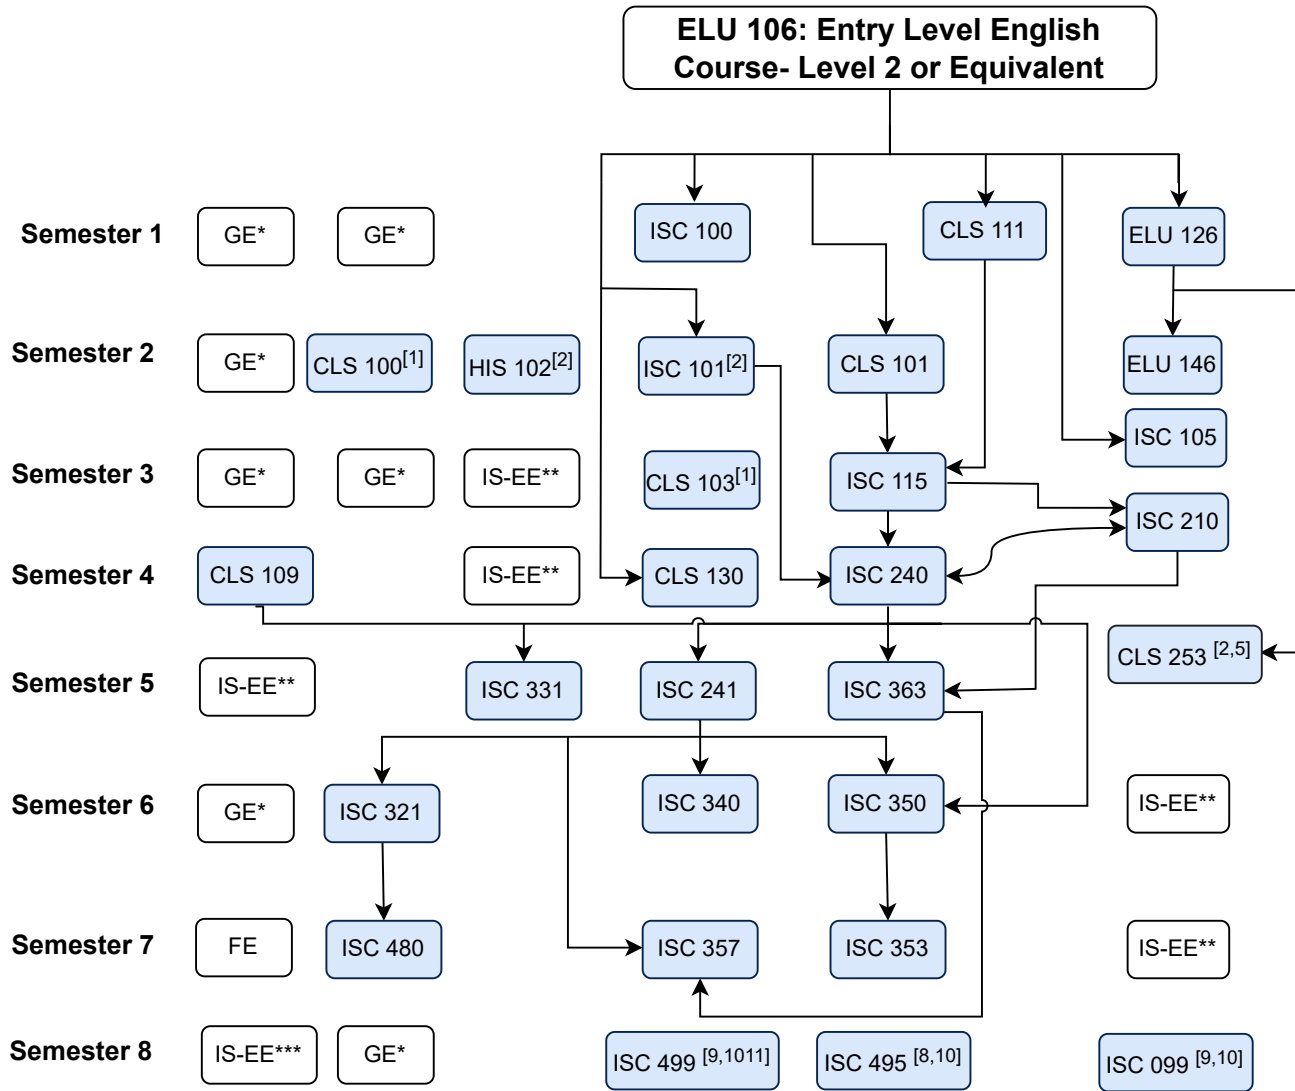 ELU 106: Entry Level English
Course- Level 2 or Equivalent
Semester 1
GE*
GE*
ISC 100
CLS 111
ELU 126
Semester 2
GE*
CLS 100[1]
HIS 102[2]
ISC 101[2]
CLS 101
ELU 146
ISC 105
Semester 3
GE*
GE*
IS-EE**
CLS 103[1]
ISC 115
ISC 210
Semester 4
CLS 109
IS-EE**
CLS 130
ISC 240
CLS 253 [2,5]
Semester 5
IS-EE**
ISC 331
ISC 241
ISC 363
Semester 6
GE*
ISC 321
ISC 340
ISC 350
IS-EE**
Semester 7
FE
ISC 480
ISC 357
ISC 353
IS-EE**
Semester 8
IS-EE***
GE*
ISC 499 [9,1011]
ISC 495 [8,10]
ISC 099 [9,10]